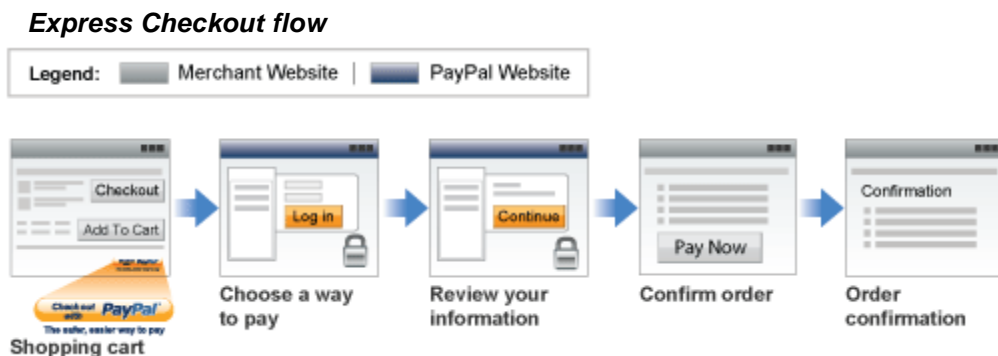 Express Checkout flow
Legend: Merchant Website | PayPal Website
Checkout
Add To Cart
Checkout with PayPal
The safer, easier way to pay
Shopping cart
Log in
Choose a way
to pay
Continue
Review your
information
Pay Now
Confirm order
Confirmation
Order
confirmation